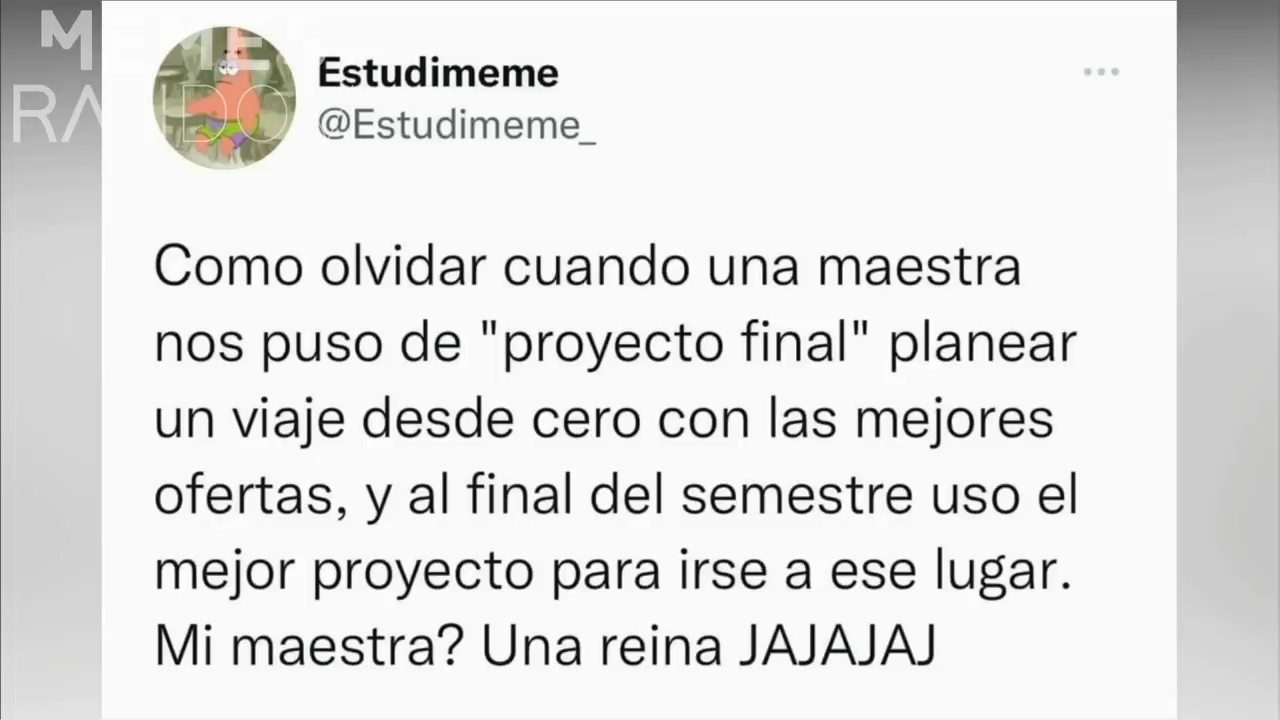 MEMES
RANDO
Estudimeme
@Estudimeme_
Como olvidar cuando una maestra
nos puso de "proyecto final" planear
un viaje desde cero con las mejores
ofertas, y al final del semestre uso el
mejor proyecto para irse a ese lugar.
Mi maestra? Una reina JAJAJAJ